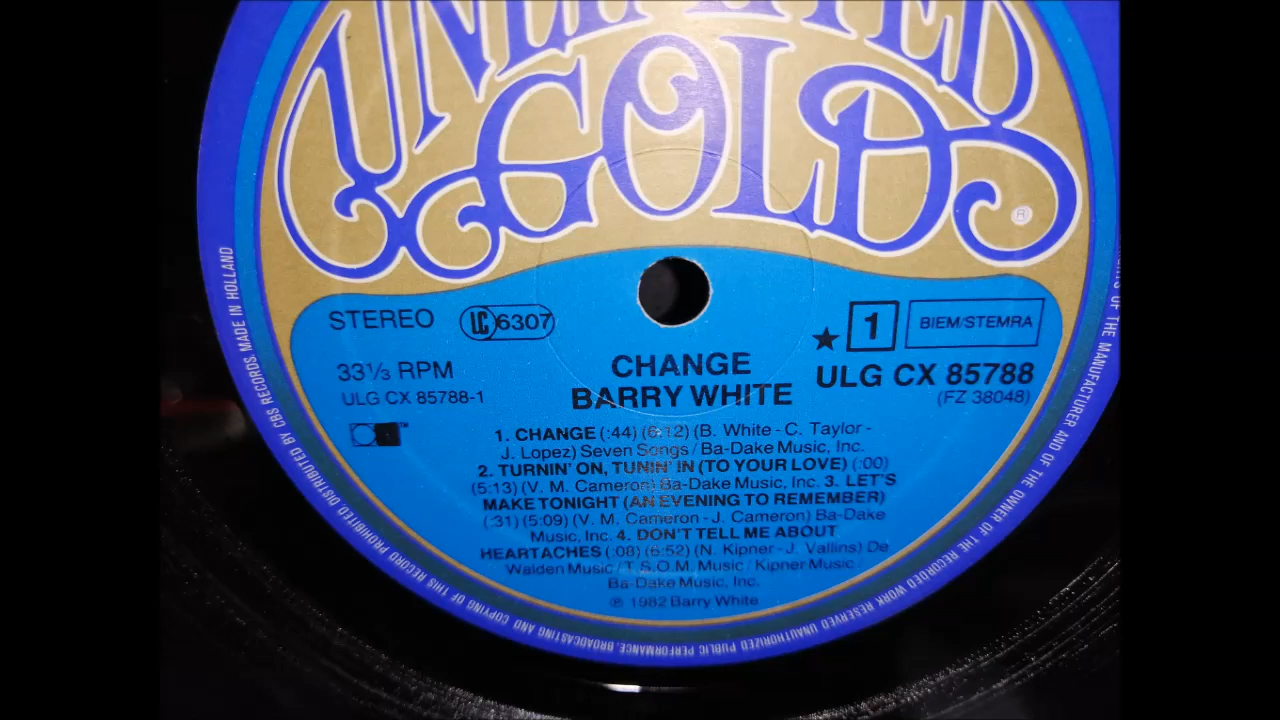 UNLIMITED
GOLD
®
STEREO
LC 6307
33⅓ RPM
ULG CX 85788-1
★ 1 BIEM/STEMRA
ULG CX 85788
(FZ 38048)
CHANGE
BARRY WHITE
1. CHANGE (:44) (6:12) (B. White - C. Taylor -
J. Lopez) Seven Songs / Ba-Dake Music, Inc.
2. TURNIN' ON, TUNIN' IN (TO YOUR LOVE) (:00)
(5:13) (V. M. Cameron) Ba-Dake Music, Inc. 3. LET'S
MAKE TONIGHT (AN EVENING TO REMEMBER)
(:31) (5:09) (V. M. Cameron - J. Cameron) Ba-Dake
Music, Inc. 4. DON'T TELL ME ABOUT
HEARTACHES (:08) (6:52) (N. Kipner - J. Vallins) De
Walden Music / T.S.O.M. Music / Kipner Music /
Ba-Dake Music, Inc.
℗ 1982 Barry White
OF THE MANUFACTURER AND OF THE OWNER OF THE RECORDED WORK RESERVED UNAUTHORIZED PUBLIC PERFORMANCE, BROADCASTING AND COPYING OF THIS RECORD PROHIBITED DISTRIBUTED BY CBS RECORDS. MADE IN HOLLAND